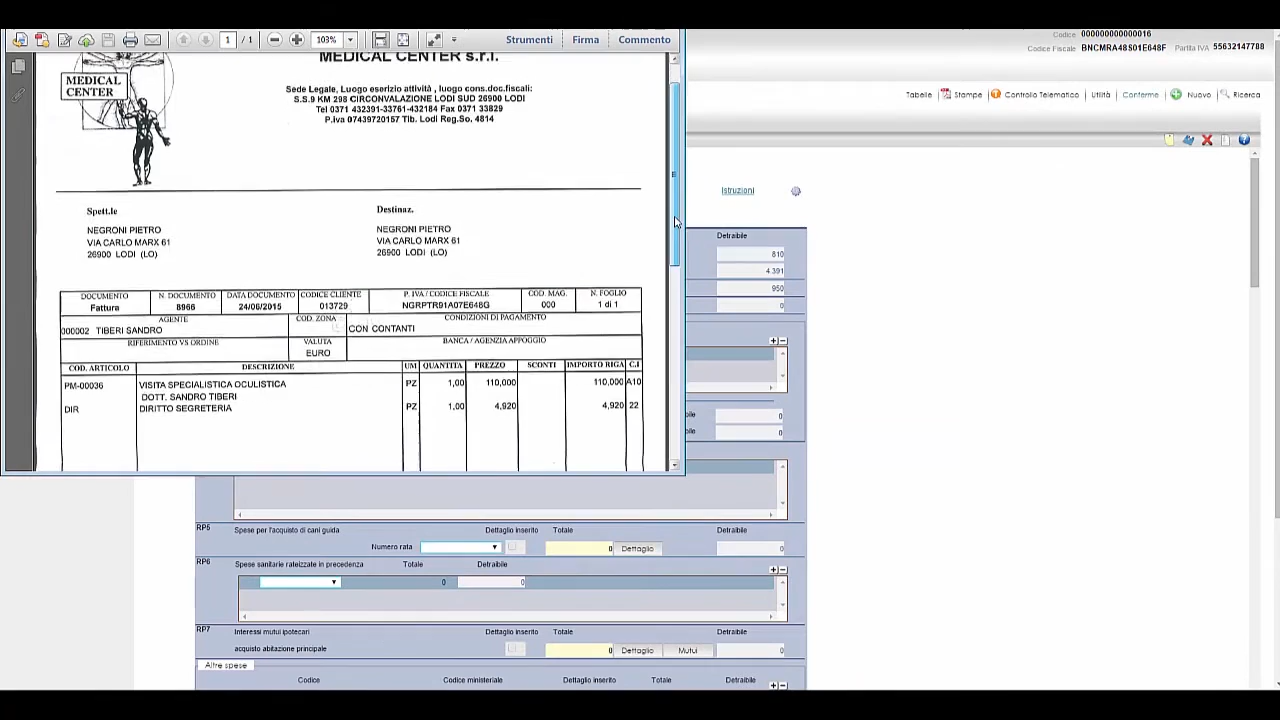 1 / 1
103%
Strumenti Firma Commento
MEDICAL CENTER s.r.l.
MEDICAL
CENTER
Sede Legale, Luogo eserizio attività , luogo cons.doc.fiscali:
S.S.9 KM 298 CIRCONVALAZIONE LODI SUD 26900 LODI
Tel 0371 432391-33761-432184 Fax 0371 33829
P.Iva 07439720157 Tib. Lodi Reg.So. 4814
Spett.le Destinaz.
NEGRONI PIETRO NEGRONI PIETRO
VIA CARLO MARX 61 VIA CARLO MARX 61
26900 LODI (LO) 26900 LODI (LO)
DOCUMENTO N. DOCUMENTO DATA DOCUMENTO CODICE CLIENTE P. IVA / CODICE FISCALE COD. MAG. N. FOGLIO
Fattura 8966 24/06/2015 013729 NGRPTR91A07E648G 000 1 di 1
AGENTE COD. ZONA CONDIZIONI DI PAGAMENTO
000002 TIBERI SANDRO CON CONTANTI
RIFERIMENTO VS ORDINE VALUTA BANCA / AGENZIA APPOGGIO
EURO
COD. ARTICOLO DESCRIZIONE UM QUANTITA PREZZO SCONTI IMPORTO RIGA C.I
PM-00036 VISITA SPECIALISTICA OCULISTICA PZ 1,00 110,000 110,000 A10
DOTT. SANDRO TIBERI
DIR DIRITTO SEGRETERIA PZ 1,00 4,920 4,920 22
Codice 000000000000016
Codice Fiscale BNCMRA48S01E648F Partita IVA 55632147788
Tabelle Stampe Controllo Telematico Utilità Conferme Nuovo Ricerca
Istruzioni
Detraibile
810
4.391
950
0
ile 0
bile 0
RP5 Spese per l'acquisto di cani guida Dettaglio inserito Totale Detraibile
Numero rata 0 Dettaglio 0
RP6 Spese sanitarie rateizzate in precedenza Totale Detraibile
0 0
RP7 Interessi mutui ipotecari Dettaglio inserito Totale Detraibile
acquisto abitazione principale 0 Dettaglio Mutui 0
Altre spese
Codice Codice ministeriale Dettaglio inserito Totale Detraibile